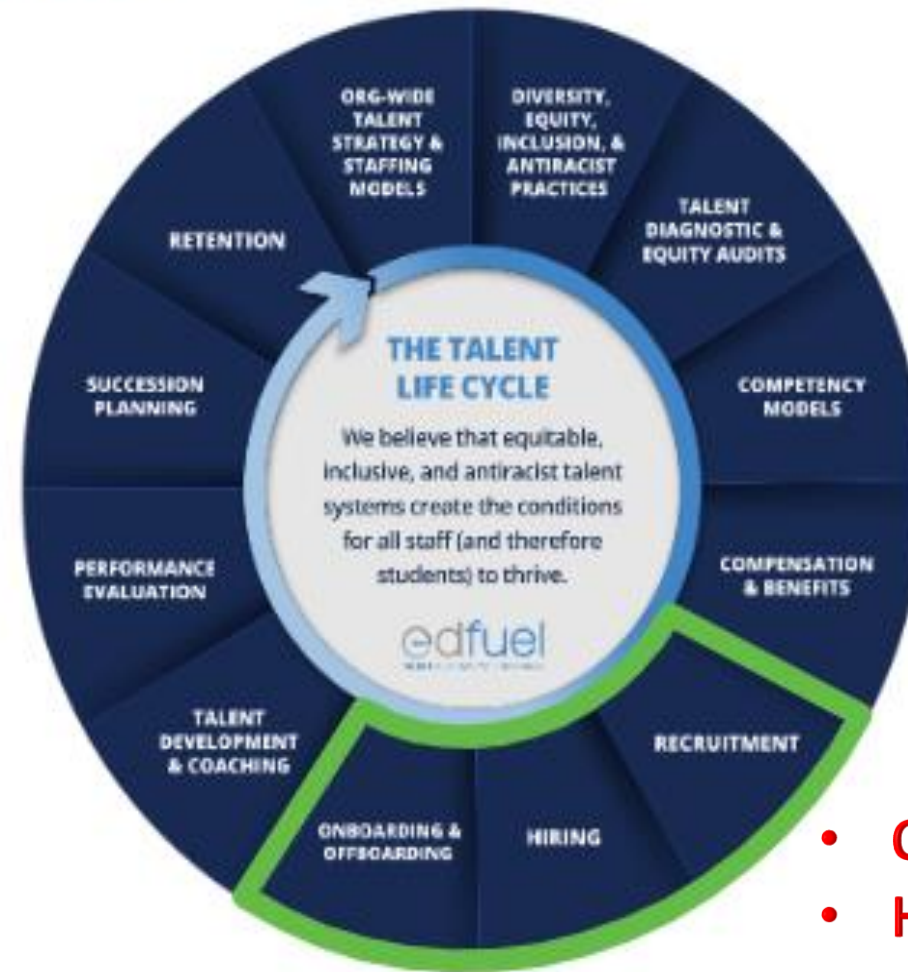 ORG-WIDE
TALENT
STRATEGY &
STAFFING
MODELS
DIVERSITY,
EQUITY,
INCLUSION, &
ANTIRACIST
PRACTICES
TALENT
DIAGNOSTIC &
EQUITY AUDITS
COMPETENCY
MODELS
COMPENSATION
& BENEFITS
RECRUITMENT
HIRING
ONBOARDING &
OFFBOARDING
TALENT
DEVELOPMENT
& COACHING
PERFORMANCE
EVALUATION
SUCCESSION
PLANNING
RETENTION
THE TALENT
LIFE CYCLE
We believe that equitable,
inclusive, and antiracist talent
systems create the conditions
for all staff (and therefore
students) to thrive.
edfuel